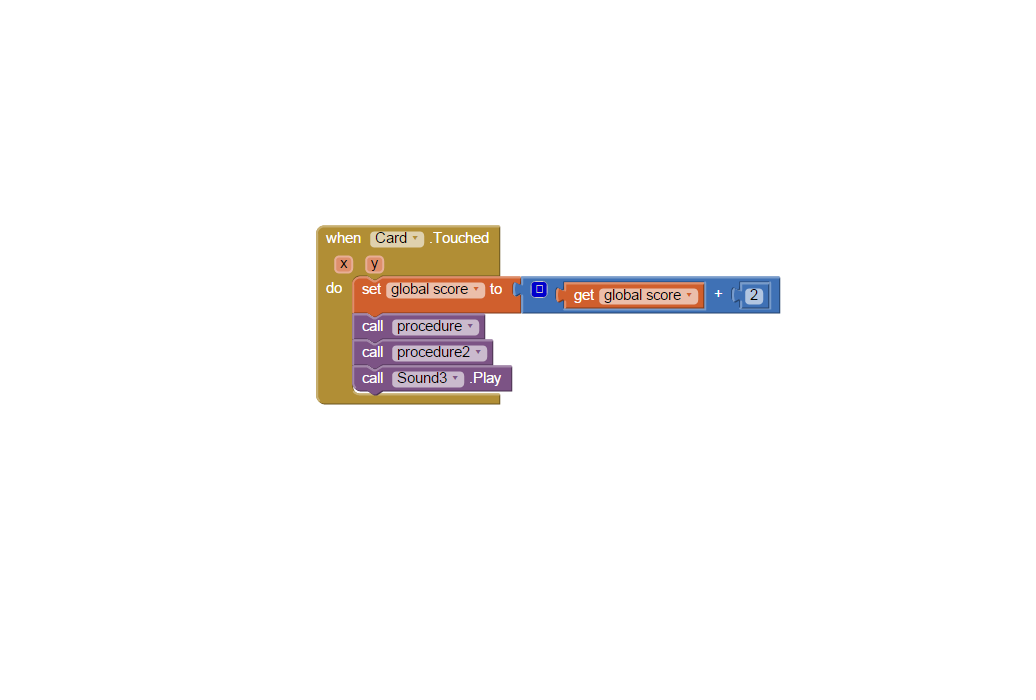 when Card .Touched
x y
do set global score to get global score + 2
call procedure
call procedure2
call Sound3 .Play